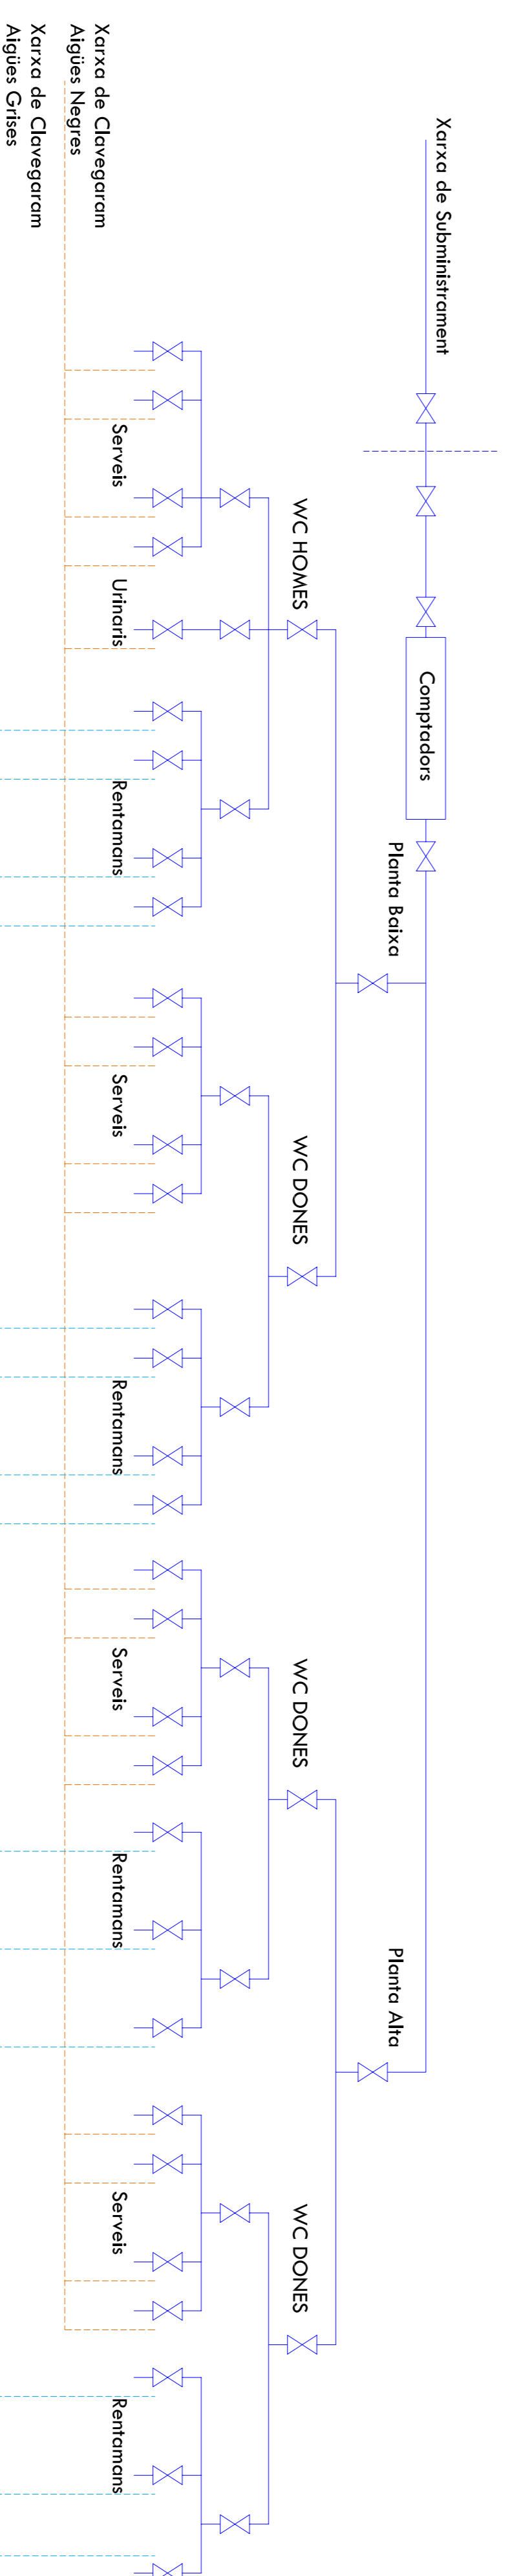 Xarxa de Subministrament
Comptadors
Planta Baixa
Planta Alta
WC HOMES
WC DONES
WC DONES
WC DONES
Serveis
Urinaris
Rentamans
Serveis
Rentamans
Serveis
Rentamans
Serveis
Rentamans
Xarxa de Clavegaram
Aigües Negres
Xarxa de Clavegaram
Aigües Grises